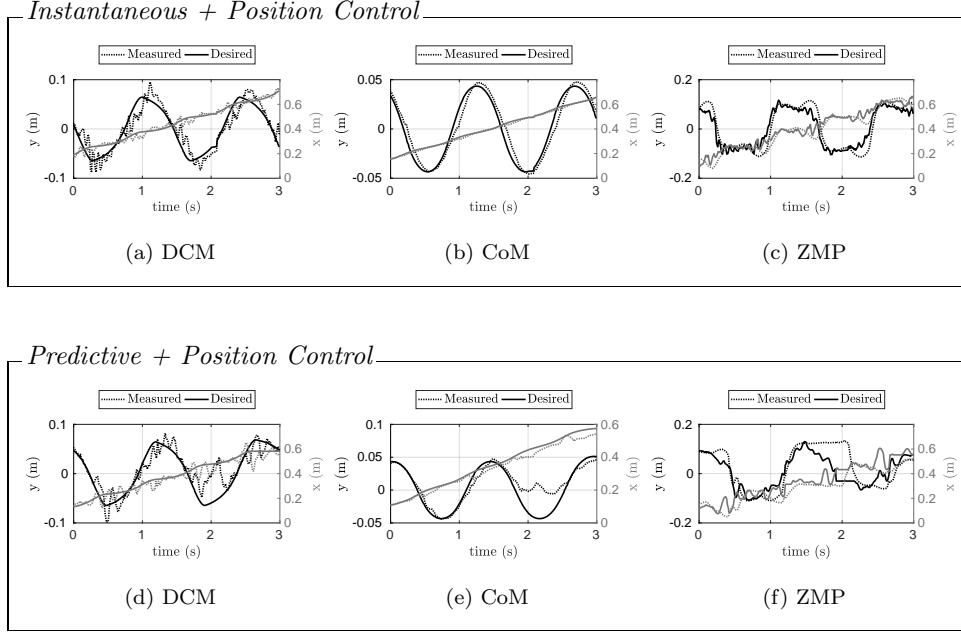 Instantaneous + Position Control
Measured Desired
Measured Desired
Measured Desired
0.1
0
-0.1
y (m)
0.6
0.4
0.2
0
x (m)
0 1 2 3
time (s)
0.05
0
-0.05
y (m)
0.6
0.4
0.2
0
x (m)
0 1 2 3
time (s)
0.2
0
-0.2
y (m)
0.6
0.4
0.2
0
x (m)
0 1 2 3
time (s)
(a) DCM
(b) CoM
(c) ZMP
Predictive + Position Control
Measured Desired
Measured Desired
Measured Desired
0.1
0
-0.1
y (m)
0.6
0.4
0.2
0
x (m)
0 1 2 3
time (s)
0.1
0.05
0
-0.05
y (m)
0.6
0.4
0.2
0
x (m)
0 1 2 3
time (s)
0.2
0
-0.2
y (m)
0.6
0.4
0.2
0
x (m)
0 1 2 3
time (s)
(d) DCM
(e) CoM
(f) ZMP